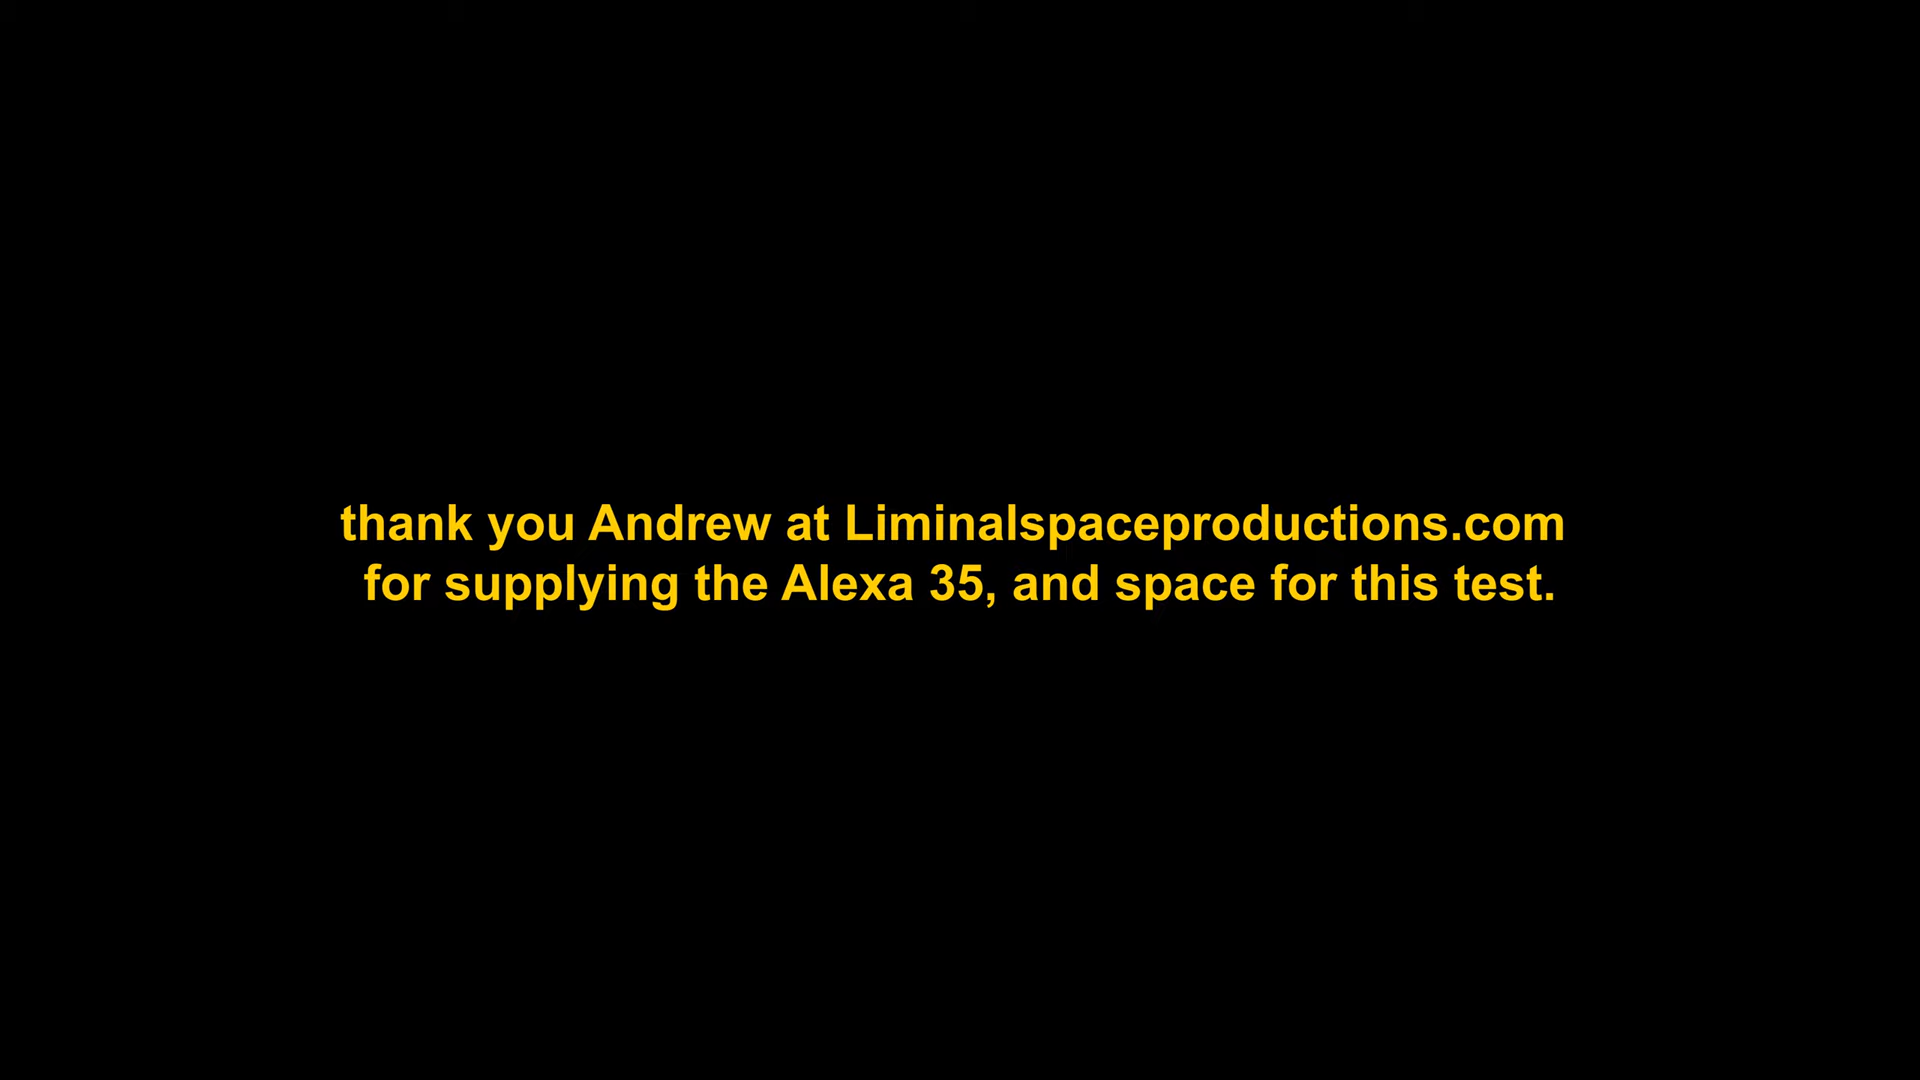 thank you Andrew at Liminalspaceproductions.com
for supplying the Alexa 35, and space for this test.